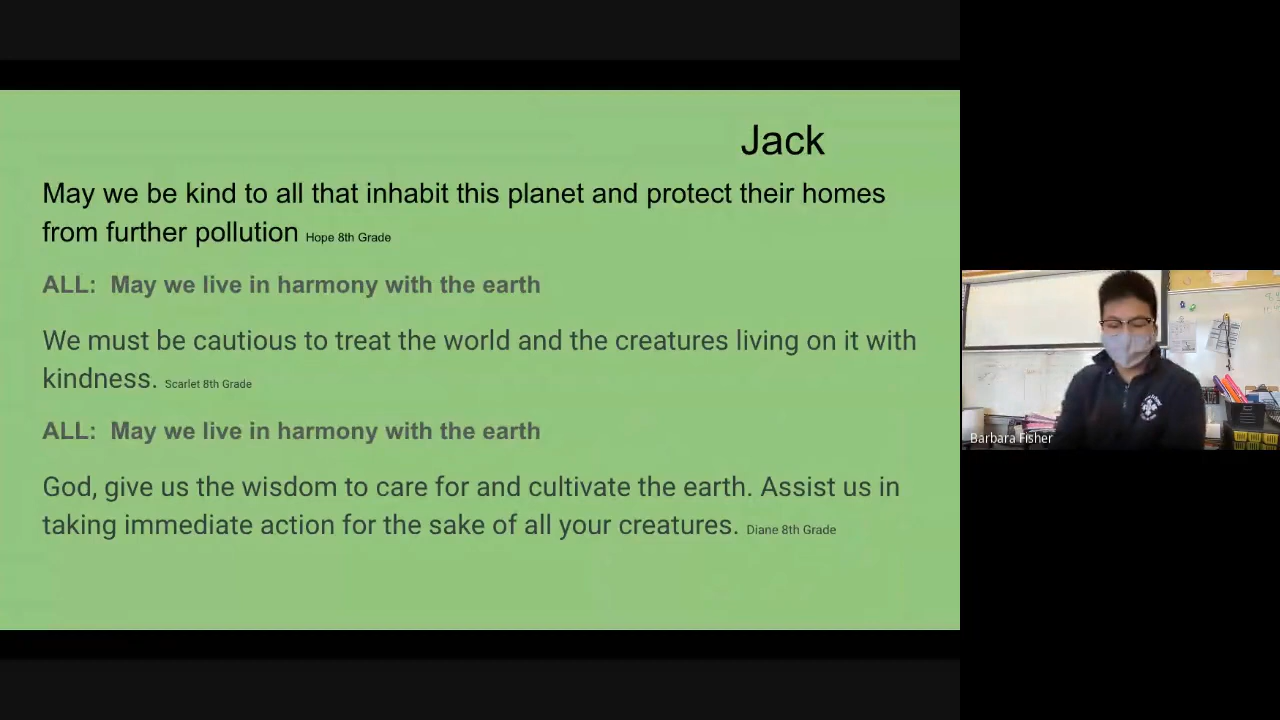 Jack
May we be kind to all that inhabit this planet and protect their homes
from further pollution Hope 8th Grade
ALL: May we live in harmony with the earth
We must be cautious to treat the world and the creatures living on it with
kindness. Scarlet 8th Grade
ALL: May we live in harmony with the earth
God, give us the wisdom to care for and cultivate the earth. Assist us in
taking immediate action for the sake of all your creatures. Diane 8th Grade
Barbara Fisher